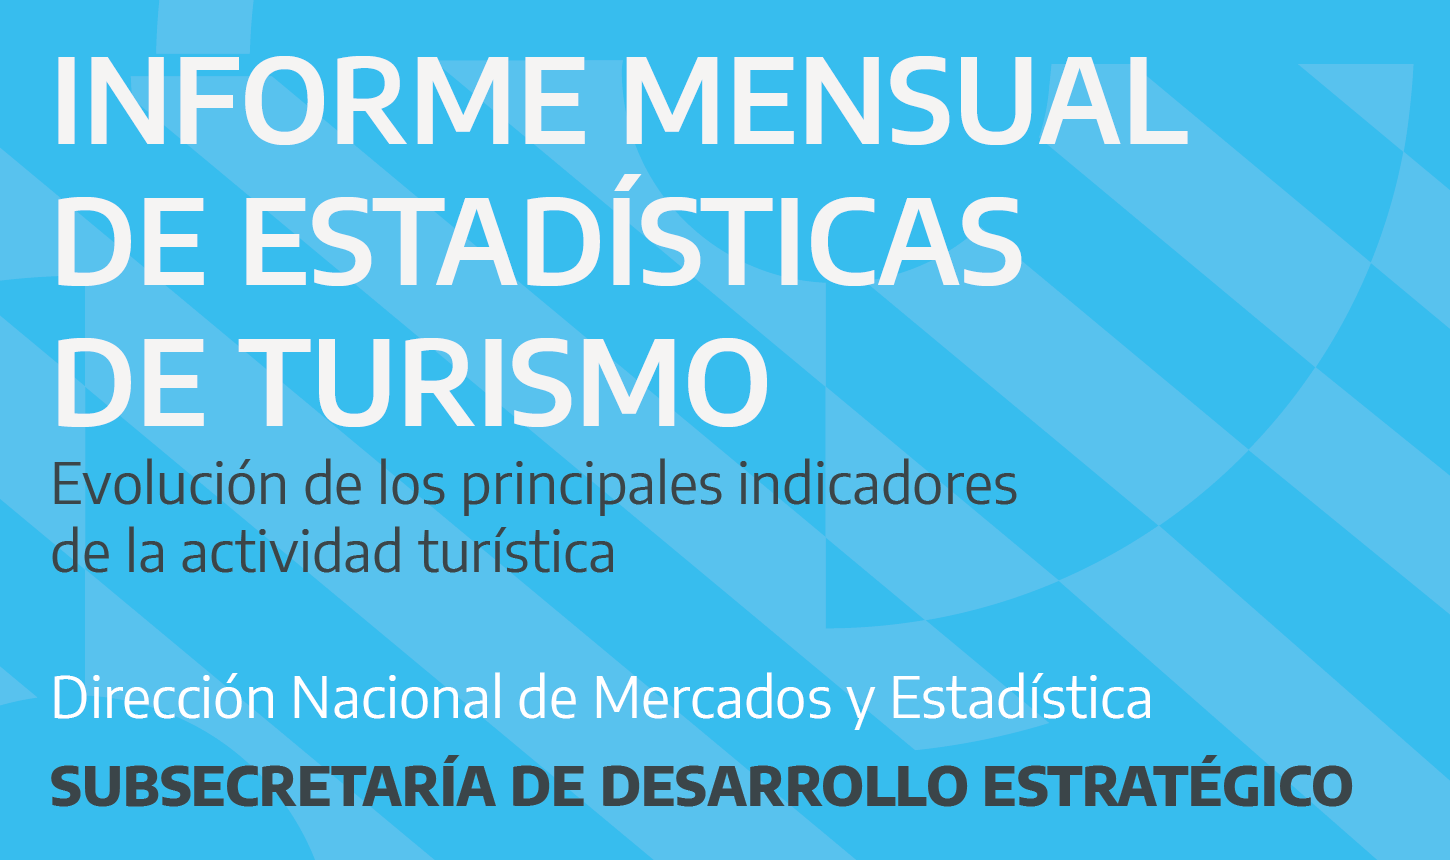 INFORME MENSUAL
DE ESTADÍSTICAS
DE TURISMO
Evolución de los principales indicadores
de la actividad turística
Dirección Nacional de Mercados y Estadística
SUBSECRETARÍA DE DESARROLLO ESTRATÉGICO